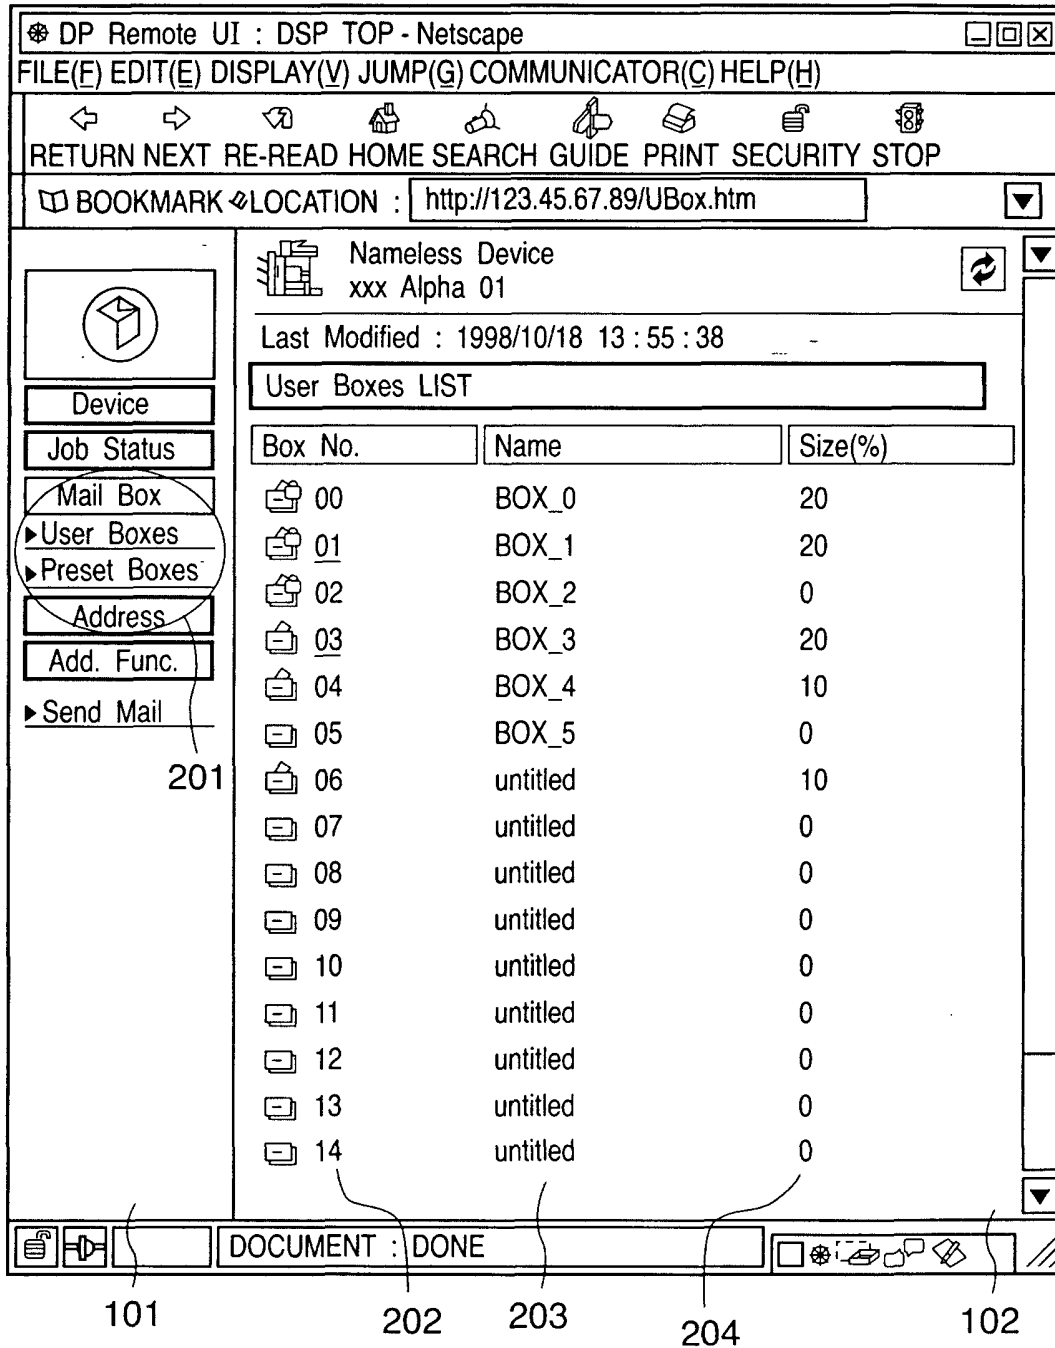 DP Remote UI : DSP TOP - Netscape
FILE(F) EDIT(E) DISPLAY(V) JUMP(G) COMMUNICATOR(C) HELP(H)
RETURN NEXT RE-READ HOME SEARCH GUIDE PRINT SECURITY STOP
BOOKMARK LOCATION : http://123.45.67.89/UBox.htm
Nameless Device
xxx Alpha 01
Last Modified : 1998/10/18 13 : 55 : 38
User Boxes LIST
Device
Job Status
Mail Box
▶User Boxes
▶Preset Boxes
Address
Add. Func.
▶Send Mail
201
Box No. Name Size(%)
00 BOX_0 20
01 BOX_1 20
02 BOX_2 0
03 BOX_3 20
04 BOX_4 10
05 BOX_5 0
06 untitled 10
07 untitled 0
08 untitled 0
09 untitled 0
10 untitled 0
11 untitled 0
12 untitled 0
13 untitled 0
14 untitled 0
DOCUMENT : DONE
101 202 203 204 102